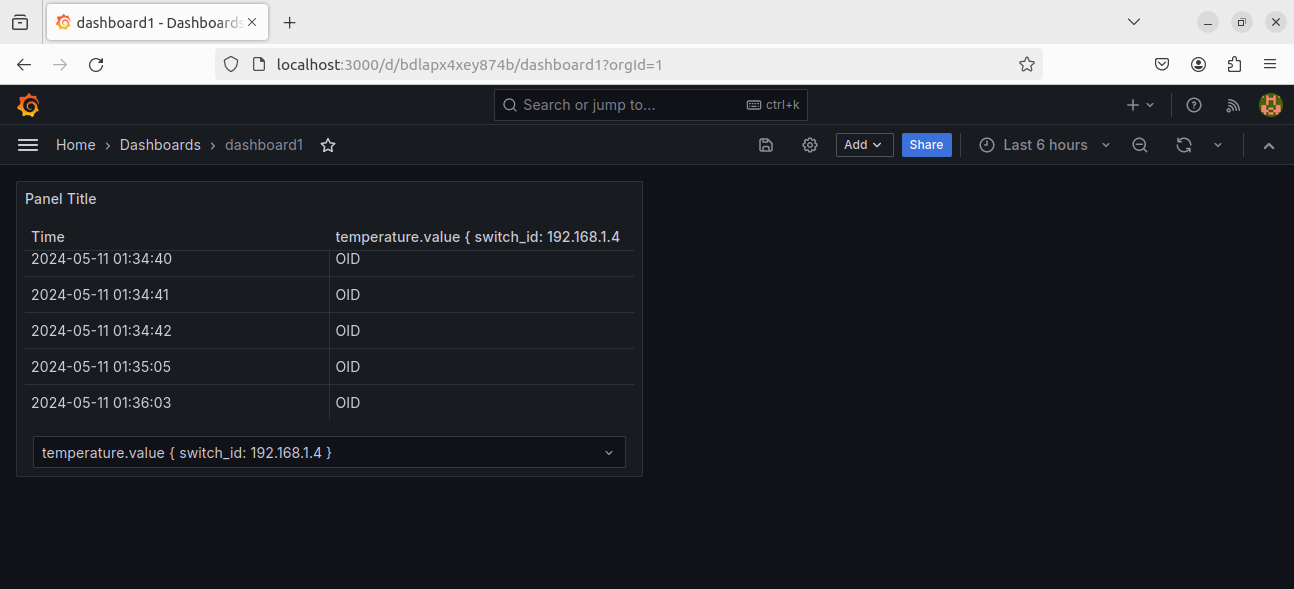 dashboard1 - Dashboards
localhost:3000/d/bdlapx4xey874b/dashboard1?orgId=1
Search or jump to... ctrl+k
Home › Dashboards › dashboard1 Add Share Last 6 hours
Panel Title
Time temperature.value { switch_id: 192.168.1.4
2024-05-11 01:34:40 OID
2024-05-11 01:34:41 OID
2024-05-11 01:34:42 OID
2024-05-11 01:35:05 OID
2024-05-11 01:36:03 OID
temperature.value { switch_id: 192.168.1.4 }